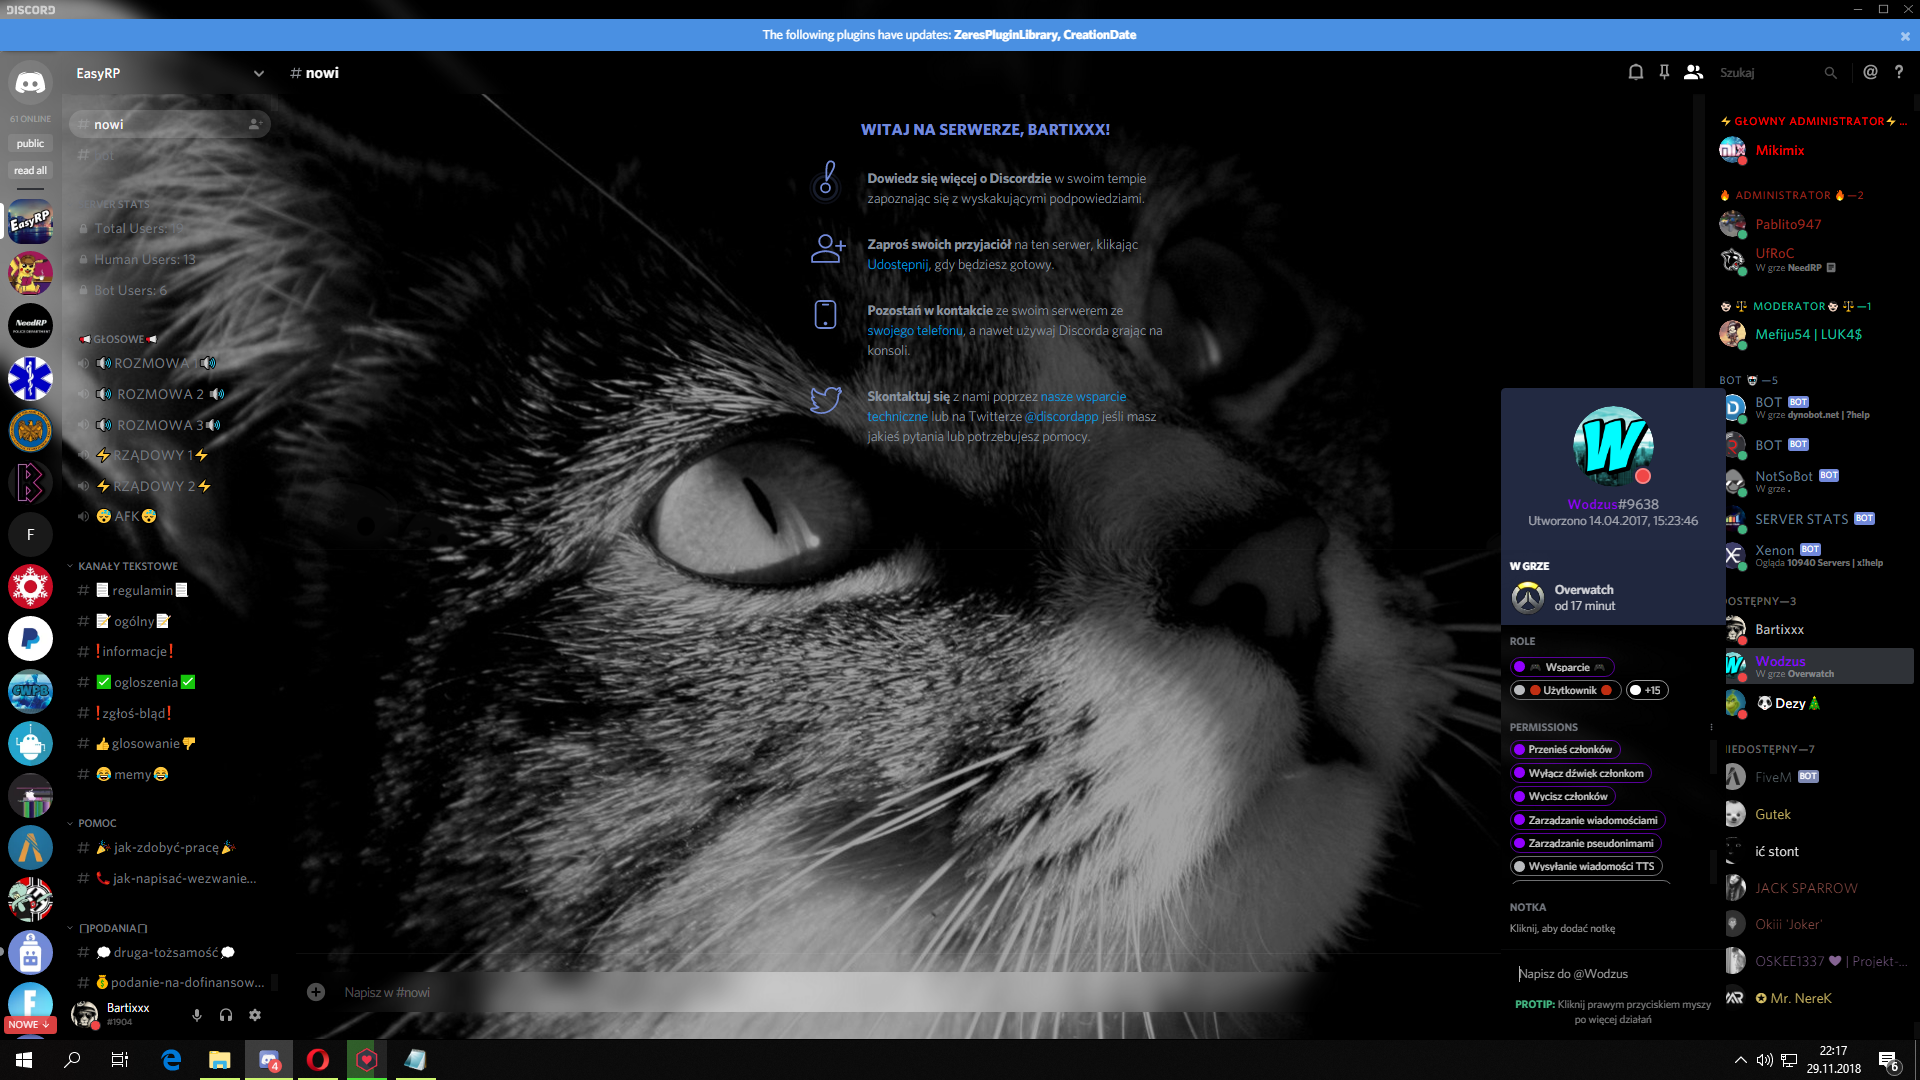 DISCORD
The following plugins have updates: ZeresPluginLibrary, CreationDate
EasyRP
# nowi
Szukaj
61 ONLINE
public
read all
EasyRP
NeedRP
F
CWPB
NOWE ↓
# nowi
# bot
SERVER STATS
Total Users: 19
Human Users: 13
Bot Users: 6
📢GŁOSOWE📢
🔊ROZMOWA 1🔊
🔊 ROZMOWA 2 🔊
🔊 ROZMOWA 3🔊
⚡RZĄDOWY 1⚡
⚡RZĄDOWY 2⚡
😴AFK😴
KANAŁY TEKSTOWE
# 📃regulamin📃
# 📝ogólny📝
# ❗informacje❗
# ✅ogloszenia✅
# ❗zgłoś-bląd❗
# 👍glosowanie👎
# 😂memy😂
POMOC
# 🎉jak-zdobyć-pracę🎉
# 📞jak-napisać-wezwanie...
PODANIA
# 💭druga-tożsamość💭
# 💰podanie-na-dofinansow...
Bartixxx
#1904
WITAJ NA SERWERZE, BARTIXXX!
Dowiedz się więcej o Discordzie w swoim tempie
zapoznając się z wyskakującymi podpowiedziami.
Zaproś swoich przyjaciół na ten serwer, klikając
Udostępnij, gdy będziesz gotowy.
Pozostań w kontakcie ze swoim serwerem ze
swojego telefonu, a nawet używaj Discorda grając na
konsoli.
Skontaktuj się z nami poprzez nasze wsparcie
techniczne lub na Twitterze @discordapp jeśli masz
jakieś pytania lub potrzebujesz pomocy.
Napisz w #nowi
W
Wodzus#9638
Utworzono 14.04.2017, 15:23:46
W GRZE
Overwatch
od 17 minut
ROLE
🎮 Wsparcie 🎮
🔴 Użytkownik 🔴
+15
PERMISSIONS
Przenieś członków
Wyłącz dźwięk członkom
Wycisz członków
Zarządzanie wiadomościami
Zarządzanie pseudonimami
Wysyłanie wiadomości TTS
NOTKA
Kliknij, aby dodać notkę
Napisz do @Wodzus
PROTIP: Kliknij prawym przyciskiem myszy
po więcej działań
⚡GŁOWNY ADMINISTRATOR⚡...
Mikimix
🔥 ADMINISTRATOR 🔥—2
Pablito947
UfRoC
W grze NeedRP
MODERATOR—1
Mefiju54 | LUK4$
BOT—5
BOT BOT
W grze dynobot.net | ?help
BOT BOT
NotSoBot BOT
W grze .
SERVER STATS BOT
Xenon BOT
Ogląda 10940 Servers | x!help
DOSTĘPNY—3
Bartixxx
Wodzus
W grze Overwatch
🐼Dezy🎄
NIEDOSTĘPNY—7
FiveM BOT
Gutek
ić stont
JACK SPARROW
Okiii 'Joker'
OSKEE1337 ♥ | Projekt-...
✪ Mr. NereK
4
22:17
29.11.2018
6